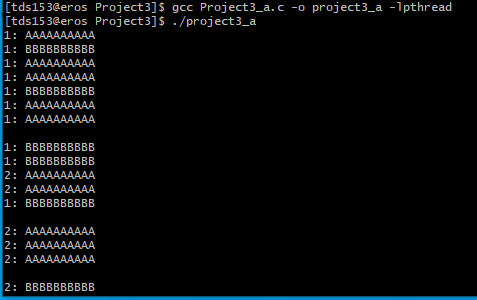 [tds153@eros Project3]$ gcc Project3_a.c -o project3_a -lpthread
[tds153@eros Project3]$ ./project3_a
1: AAAAAAAAAA
1: BBBBBBBBBB
1: AAAAAAAAAA
1: AAAAAAAAAA
1: BBBBBBBBBB
1: AAAAAAAAAA
1: AAAAAAAAAA

1: BBBBBBBBBB
1: BBBBBBBBBB
2: AAAAAAAAAA
2: AAAAAAAAAA
1: BBBBBBBBBB

2: AAAAAAAAAA
2: AAAAAAAAAA
2: AAAAAAAAAA

2: BBBBBBBBBB